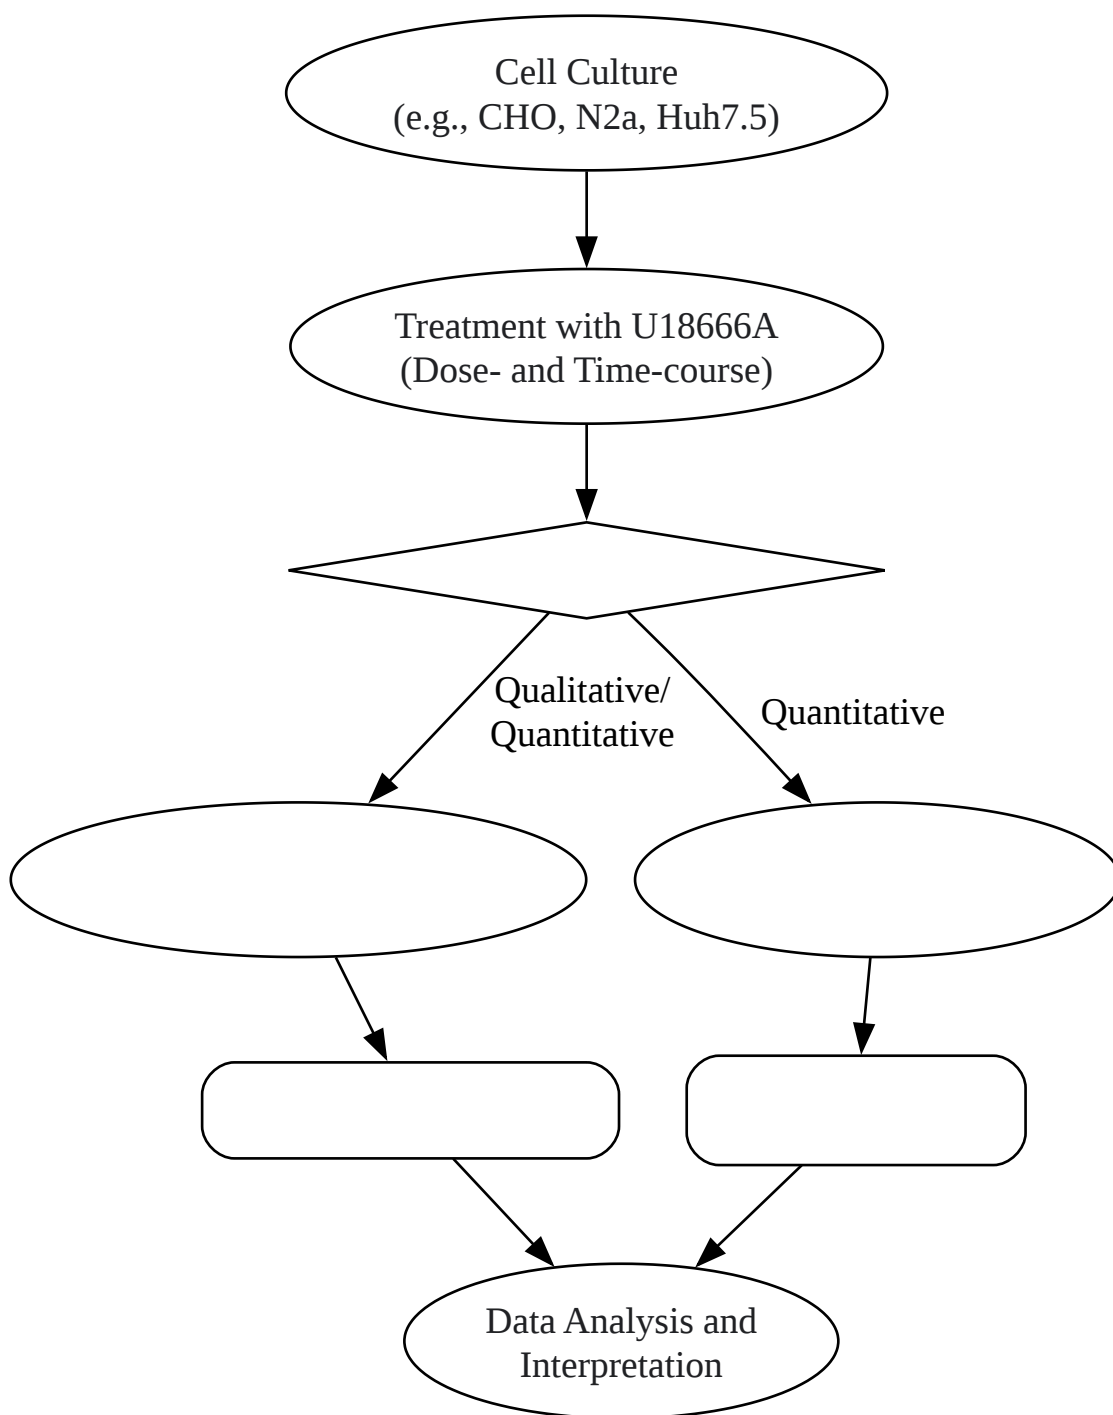 Cell Culture
(e.g., CHO, N2a, Huh7.5)
Treatment with U18666A
(Dose- and Time-course)
Qualitative/
Quantitative
Quantitative
Data Analysis and
Interpretation